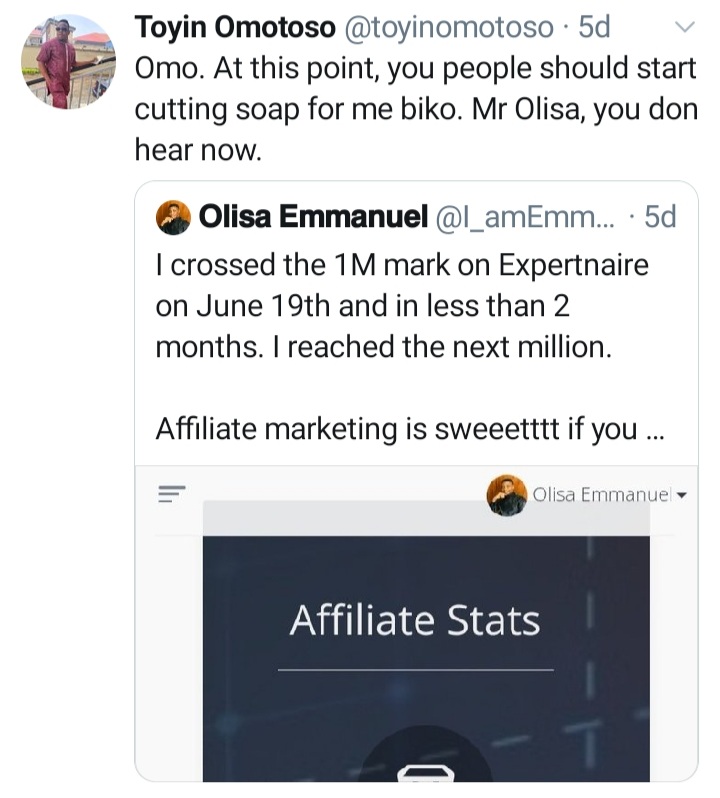 Toyin Omotoso @toyinomotoso · 5d
Omo. At this point, you people should start
cutting soap for me biko. Mr Olisa, you don
hear now.
Olisa Emmanuel @I_amEmm... · 5d
I crossed the 1M mark on Expertnaire
on June 19th and in less than 2
months. I reached the next million.
Affiliate marketing is sweeetttt if you ...
Olisa Emmanuel
Affiliate Stats